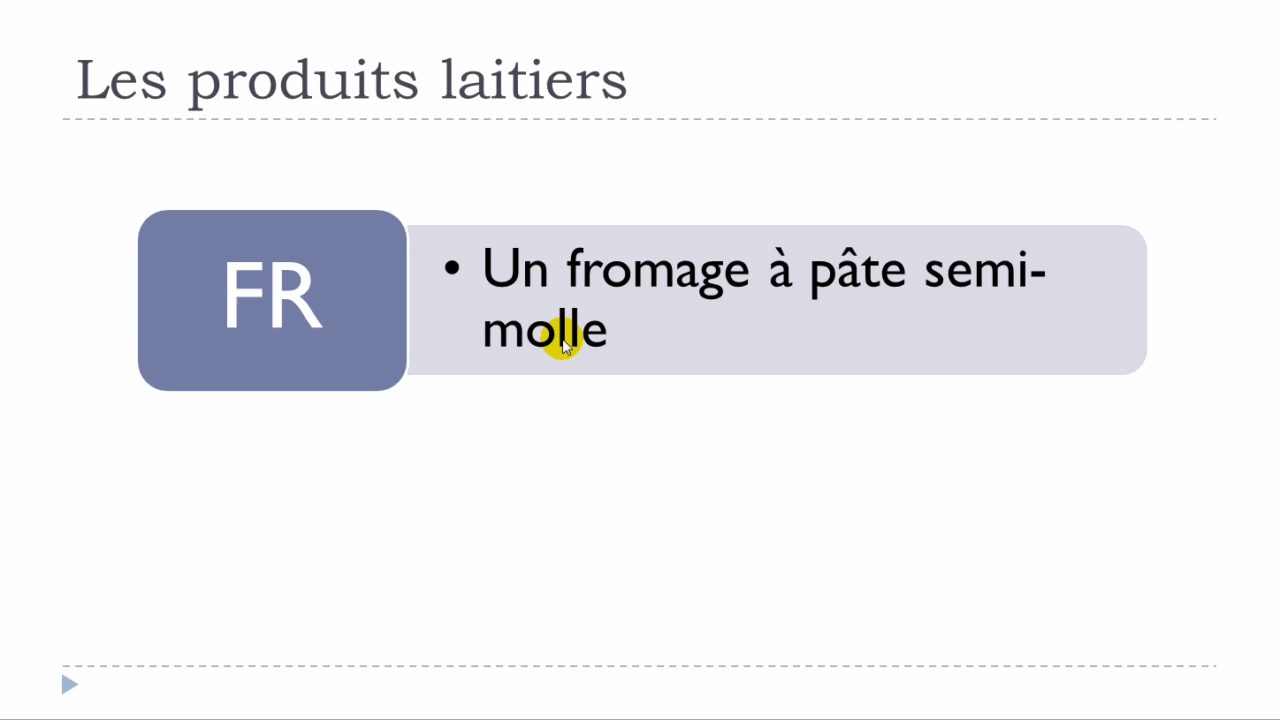 Les produits laitiers
FR
• Un fromage à pâte semi-
molle